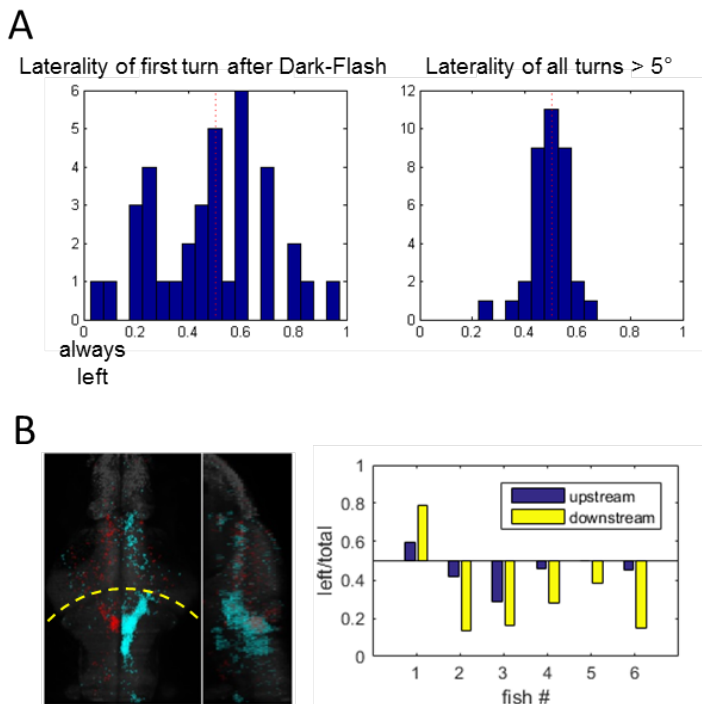 A
Laterality of first turn after Dark-Flash
Laterality of all turns > 5°
6
5
4
3
2
1
0
0 0.2 0.4 0.6 0.8 1
always
left
12
10
8
6
4
2
0
0 0.2 0.4 0.6 0.8 1
B
1
0.8
0.6
0.4
0.2
0
left/total
upstream
downstream
1 2 3 4 5 6
fish #